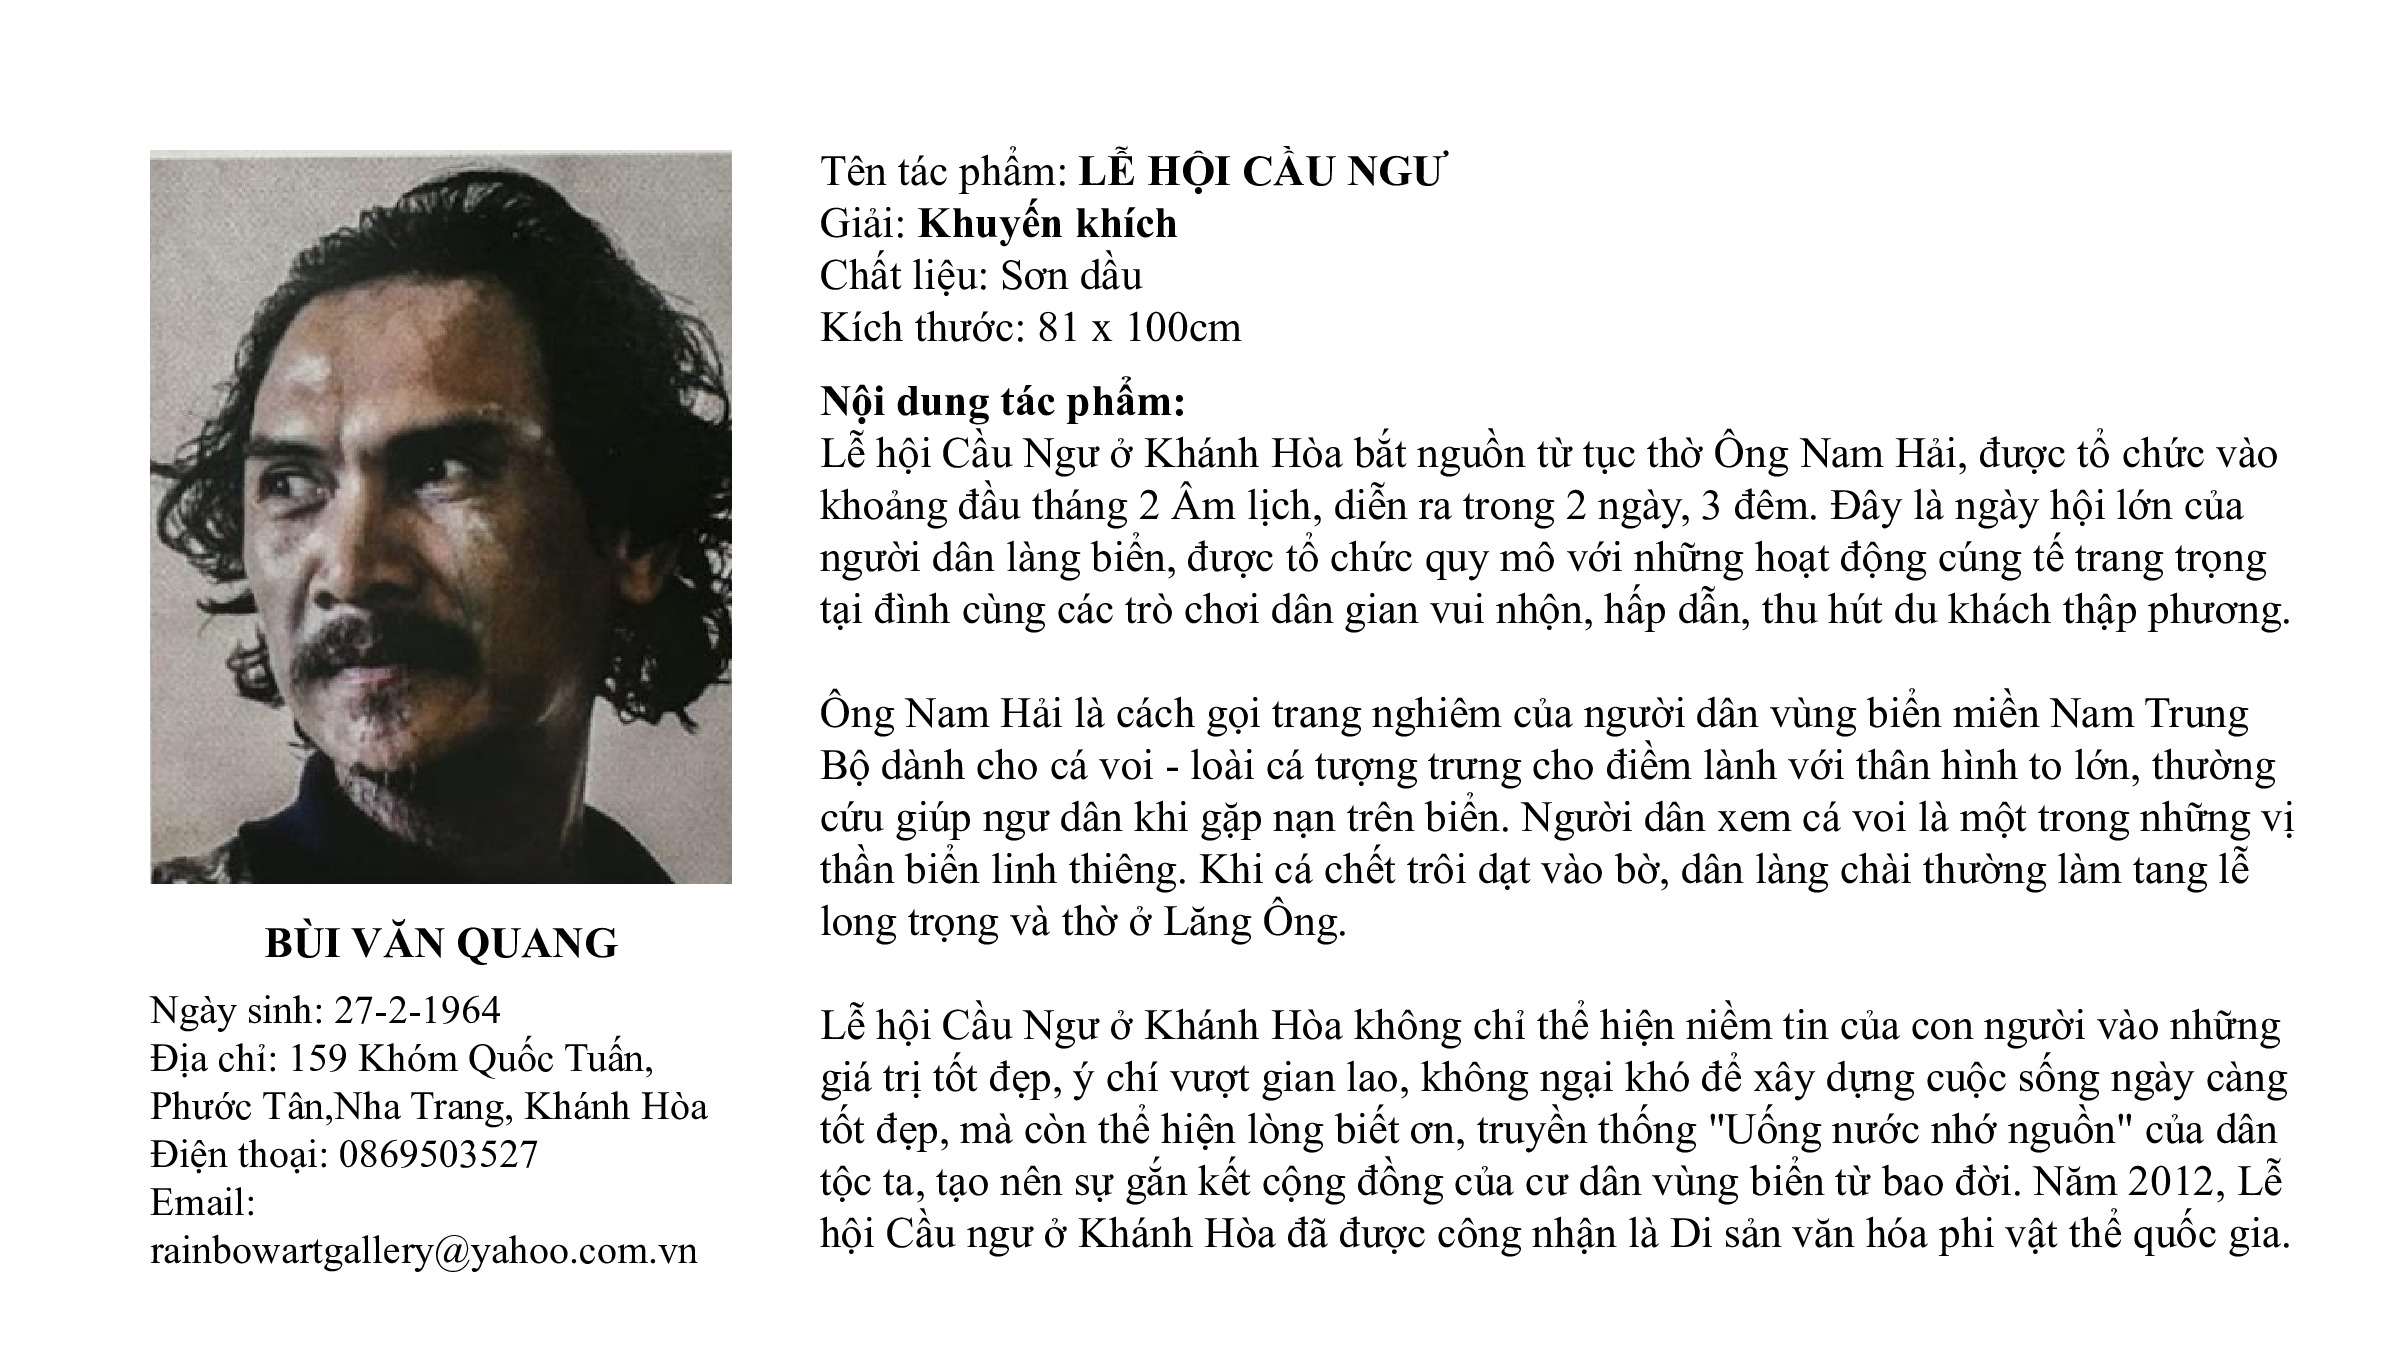 BÙI VĂN QUANG
Ngày sinh: 27-2-1964
Địa chỉ: 159 Khóm Quốc Tuấn,
Phước Tân,Nha Trang, Khánh Hòa
Điện thoại: 0869503527
Email:
rainbowartgallery@yahoo.com.vn
Tên tác phẩm: LỄ HỘI CẦU NGƯ
Giải: Khuyến khích
Chất liệu: Sơn dầu
Kích thước: 81 x 100cm
Nội dung tác phẩm:
Lễ hội Cầu Ngư ở Khánh Hòa bắt nguồn từ tục thờ Ông Nam Hải, được tổ chức vào
khoảng đầu tháng 2 Âm lịch, diễn ra trong 2 ngày, 3 đêm. Đây là ngày hội lớn của
người dân làng biển, được tổ chức quy mô với những hoạt động cúng tế trang trọng
tại đình cùng các trò chơi dân gian vui nhộn, hấp dẫn, thu hút du khách thập phương.
Ông Nam Hải là cách gọi trang nghiêm của người dân vùng biển miền Nam Trung
Bộ dành cho cá voi - loài cá tượng trưng cho điềm lành với thân hình to lớn, thường
cứu giúp ngư dân khi gặp nạn trên biển. Người dân xem cá voi là một trong những vị
thần biển linh thiêng. Khi cá chết trôi dạt vào bờ, dân làng chài thường làm tang lễ
long trọng và thờ ở Lăng Ông.
Lễ hội Cầu Ngư ở Khánh Hòa không chỉ thể hiện niềm tin của con người vào những
giá trị tốt đẹp, ý chí vượt gian lao, không ngại khó để xây dựng cuộc sống ngày càng
tốt đẹp, mà còn thể hiện lòng biết ơn, truyền thống "Uống nước nhớ nguồn" của dân
tộc ta, tạo nên sự gắn kết cộng đồng của cư dân vùng biển từ bao đời. Năm 2012, Lễ
hội Cầu ngư ở Khánh Hòa đã được công nhận là Di sản văn hóa phi vật thể quốc gia.